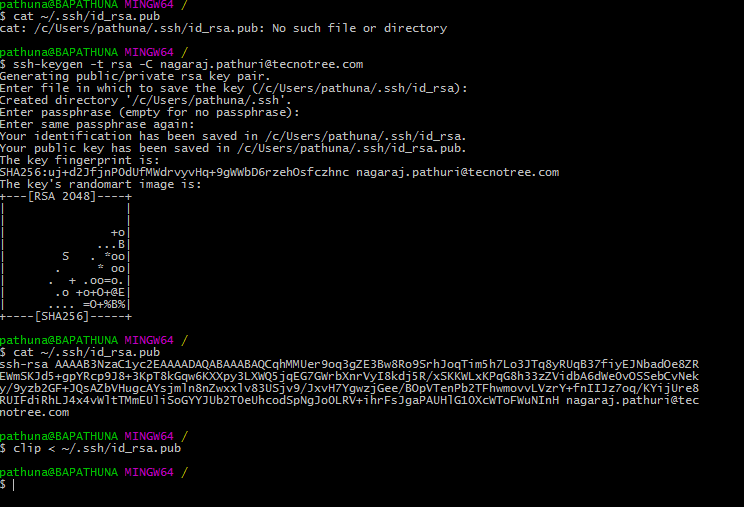 pathuna@BAPATHUNA MINGW64 /
$ cat ~/.ssh/id_rsa.pub
cat: /c/Users/pathuna/.ssh/id_rsa.pub: No such file or directory
pathuna@BAPATHUNA MINGW64 /
$ ssh-keygen -t rsa -C nagaraj.pathuri@tecnotree.com
Generating public/private rsa key pair.
Enter file in which to save the key (/c/Users/pathuna/.ssh/id_rsa):
Created directory '/c/Users/pathuna/.ssh'.
Enter passphrase (empty for no passphrase):
Enter same passphrase again:
Your identification has been saved in /c/Users/pathuna/.ssh/id_rsa.
Your public key has been saved in /c/Users/pathuna/.ssh/id_rsa.pub.
The key fingerprint is:
SHA256:uj+d2JfjnPOdUfMWdrvyvHq+9gWWbD6rzehOsfczhnc nagaraj.pathuri@tecnotree.com
The key's randomart image is:
+---[RSA 2048]----+
|                 |
|                 |
|               +o|
|             ...B|
|        S   . *oo|
|       .     * oo|
|      .  + .oo=o.|
|       .o +o+O+@E|
|      .... =O+%B%|
+----[SHA256]-----+
pathuna@BAPATHUNA MINGW64 /
$ cat ~/.ssh/id_rsa.pub
ssh-rsa AAAAB3NzaC1yc2EAAAADAQABAAABAQCqhMMUer9oq3gZE3Bw8Ro9SrhJoqTim5h7Lo3JTq8yRUqB37fiyEJNbadOe8ZR
EWmSKJd5+gpYRcp9J8+3KpT8kGqw6KXXpy3LXWQ5jqEG7GWrbXnrVyI8kdj5R/xSKKWLxKPqG8h33zZVidbA6dWeOvOSSebCvNek
y/9yzb2GF+JQsAZbVHugcAYsjmln8nZwxxlv83USjv9/JxvH7YgwzjGee/BOpVTenPb2TFhwmovvLVzrY+fnIIJz7oq/KYijUre8
RUIFdiRhLJ4x4vWltTMmEUliSoGYYJUb2TOeUhcodSpNgJo0LRV+ihrFsJgaPAUHlG1OXcWToFWuNInH nagaraj.pathuri@tec
notree.com
pathuna@BAPATHUNA MINGW64 /
$ clip < ~/.ssh/id_rsa.pub
pathuna@BAPATHUNA MINGW64 /
$